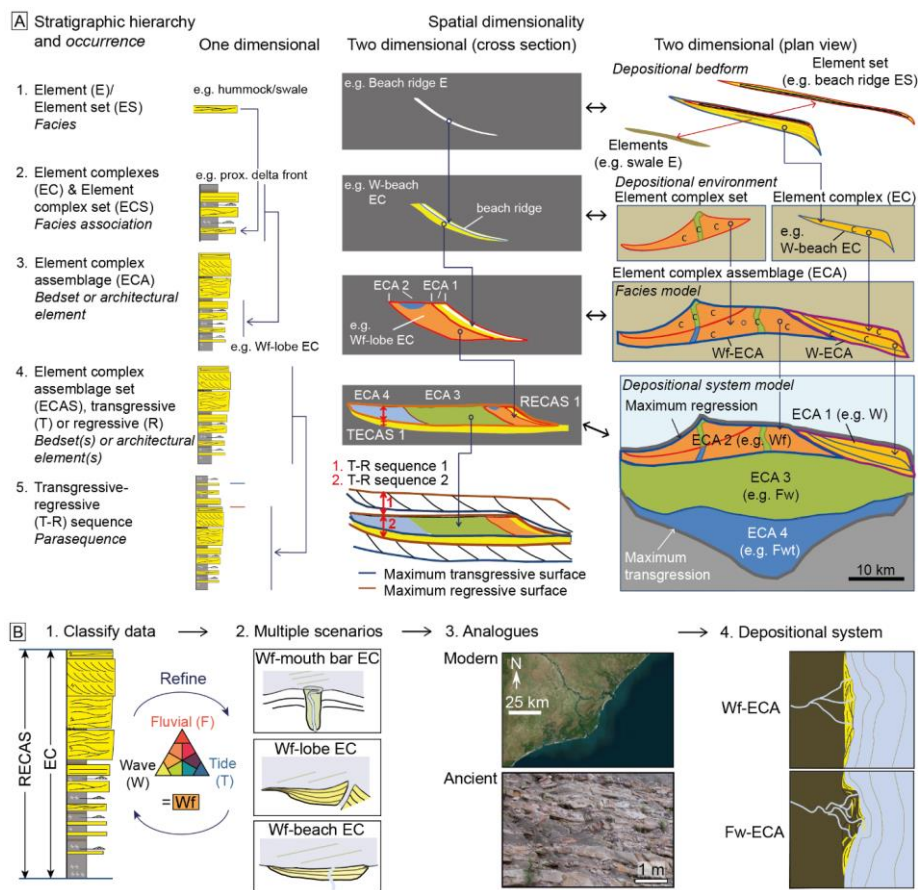 A
Stratigraphic hierarchy
and occurrence
Spatial dimensionality
One dimensional
Two dimensional (cross section)
Two dimensional (plan view)
1. Element (E)/
Element set (ES)
Facies
e.g. hummock/swale
e.g. Beach ridge E
Depositional bedform
Element set
(e.g. beach ridge ES)
Elements
(e.g. swale E)
2. Element complexes
(EC) & Element
complex set (ECS)
Facies association
e.g. prox. delta front
e.g. W-beach
EC
beach ridge
Depositional environment
Element complex set
Element complex (EC)
C
C
C
C
C
e.g.
W-beach EC
3. Element complex
assemblage (ECA)
Bedset or architectural
element
e.g. Wf-lobe EC
ECA 2
ECA 1
e.g.
Wf-lobe EC
Element complex assemblage (ECA)
Facies model
C
C
C
C
C
C
C
C
Wf-ECA
W-ECA
4. Element complex
assemblage set
(ECAS), transgressive
(T) or regressive (R)
Bedset(s) or architectural
element(s)
ECA 4
ECA 3
RECAS 1
TECAS 1
Depositional system model
Maximum regression
ECA 1 (e.g. W)
ECA 2 (e.g. Wf)
ECA 3
(e.g. Fw)
ECA 4
(e.g. Fwt)
Maximum
transgression
10 km
5. Transgressive-
regressive
(T-R) sequence
Parasequence
1. T-R sequence 1
2. T-R sequence 2
1
2
Maximum transgressive surface
Maximum regressive surface
B
1. Classify data
2. Multiple scenarios
3. Analogues
4. Depositional system
RECAS
EC
Refine
Fluvial (F)
Wave
(W)
Tide
(T)
= Wf
Wf-mouth bar EC
Wf-lobe EC
Wf-beach EC
Modern
N
25 km
Ancient
1 m
Wf-ECA
Fw-ECA